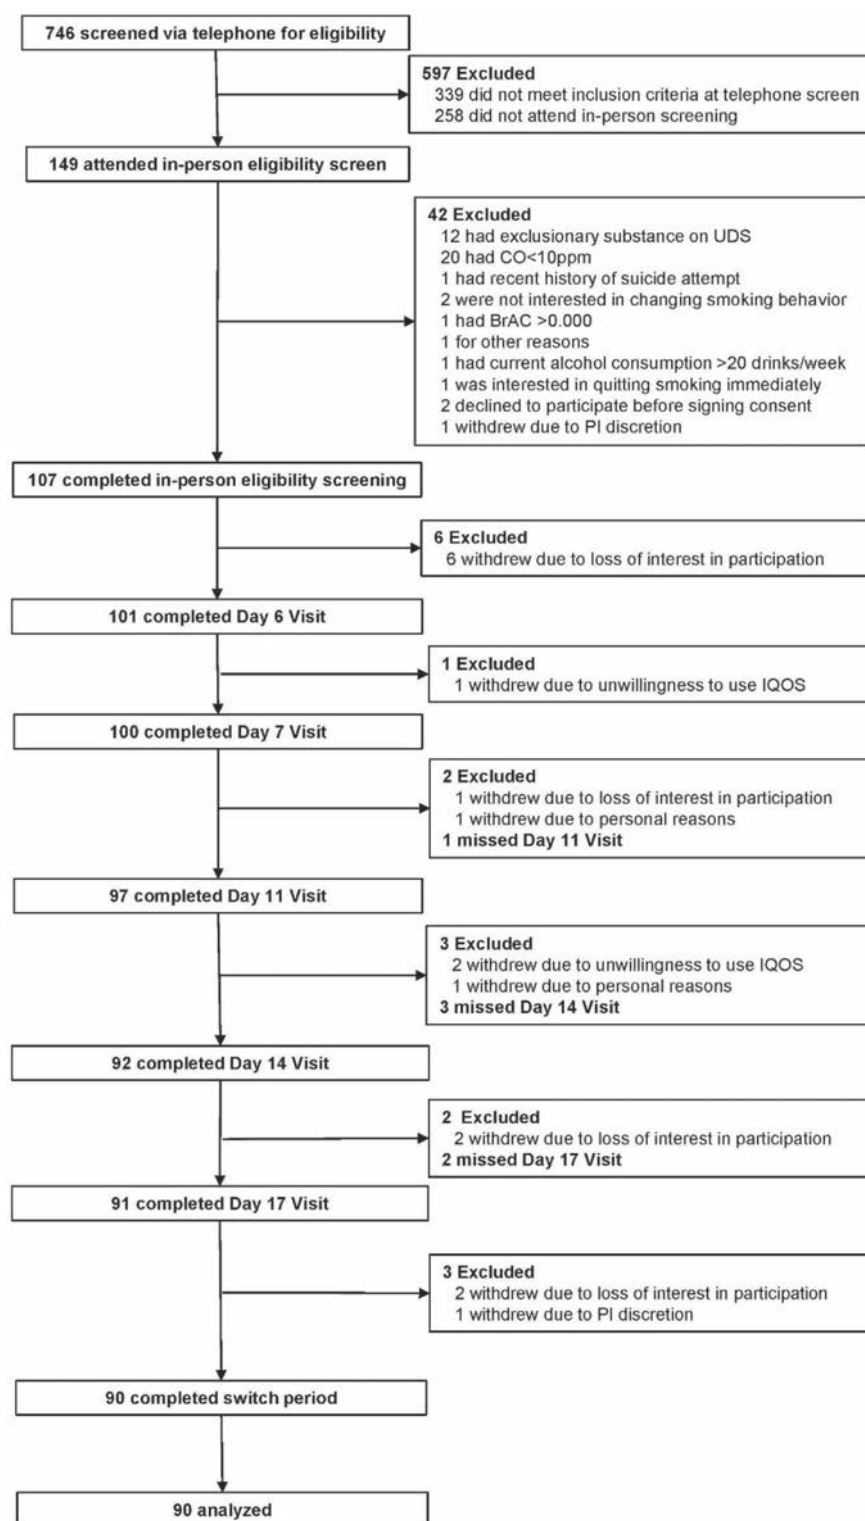 746 screened via telephone for eligibility
597 Excluded
339 did not meet inclusion criteria at telephone screen
258 did not attend in-person screening
149 attended in-person eligibility screen
42 Excluded
12 had exclusionary substance on UDS
20 had CO<10ppm
1 had recent history of suicide attempt
2 were not interested in changing smoking behavior
1 had BrAC >0.000
1 for other reasons
1 had current alcohol consumption >20 drinks/week
1 was interested in quitting smoking immediately
2 declined to participate before signing consent
1 withdrew due to PI discretion
107 completed in-person eligibility screening
6 Excluded
6 withdrew due to loss of interest in participation
101 completed Day 6 Visit
1 Excluded
1 withdrew due to unwillingness to use IQOS
100 completed Day 7 Visit
2 Excluded
1 withdrew due to loss of interest in participation
1 withdrew due to personal reasons
1 missed Day 11 Visit
97 completed Day 11 Visit
3 Excluded
2 withdrew due to unwillingness to use IQOS
1 withdrew due to personal reasons
3 missed Day 14 Visit
92 completed Day 14 Visit
2 Excluded
2 withdrew due to loss of interest in participation
2 missed Day 17 Visit
91 completed Day 17 Visit
3 Excluded
2 withdrew due to loss of interest in participation
1 withdrew due to PI discretion
90 completed switch period
90 analyzed